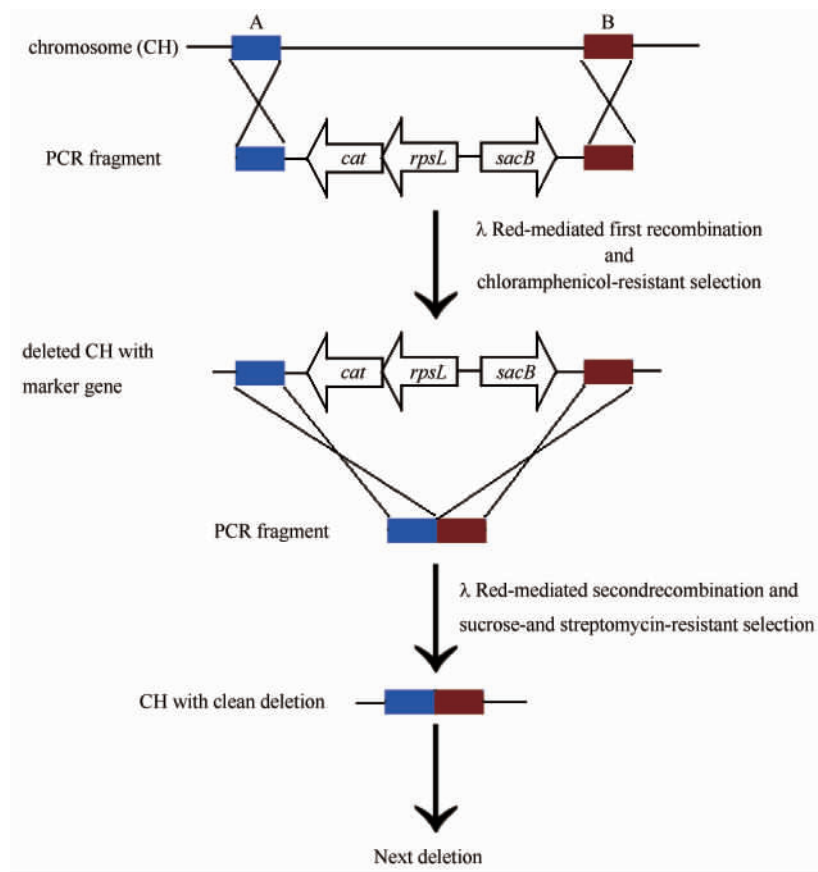 A B
chromosome (CH)
PCR fragment
cat rpsL sacB
λ Red-mediated first recombination
and
chloramphenicol-resistant selection
deleted CH with
marker gene
cat rpsL sacB
PCR fragment
λ Red-mediated secondrecombination and
sucrose-and streptomycin-resistant selection
CH with clean deletion
Next deletion